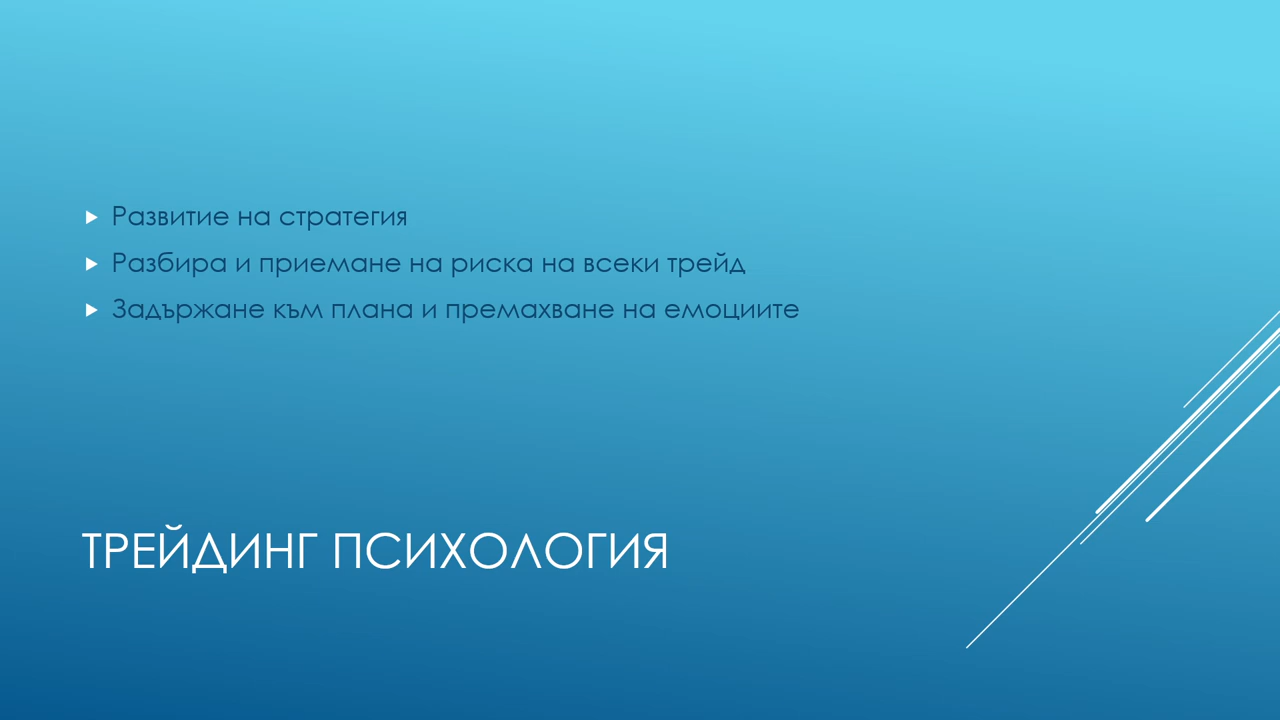 Развитие на стратегия
Разбира и приемане на риска на всеки трейд
Задържане към плана и премахване на емоциите
ТРЕЙДИНГ ПСИХОЛОГИЯ